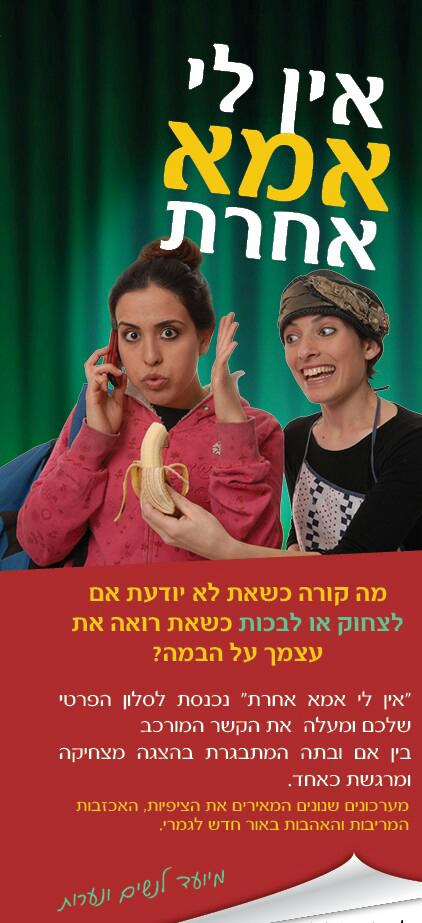 אין לי
אמא
אחרת
מה קורה כשאת לא יודעת אם
לצחוק או לבכות כשאת רואה את
עצמך על הבמה?
"אין לי אמא אחרת" נכנסת לסלון הפרטי
שלכם ומעלה את הקשר המורכב
בין אם ובתה המתבגרת בהצגה מצחיקה
ומרגשת כאחד.
מערכונים שנונים המאירים את הציפיות, האכזבות
המריבות והאהבות באור חדש לגמרי.
מיועד לנשים ונערות